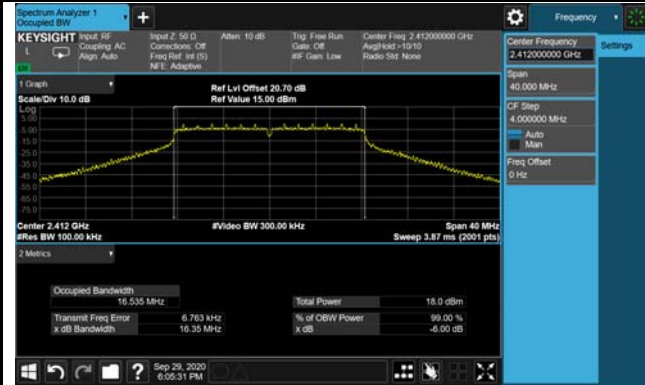 Spectrum Analyzer 1
Occupied BW
+
Frequency
KEYSIGHT
L
Input: RF
Coupling: AC
Align: Auto
Input Z: 50 Ω
Corrections: Off
Freq Ref: Int (S)
NFE: Adaptive
Atten: 10 dB
Trig: Free Run
Gate: Off
#IF Gain: Low
Center Freq: 2.412000000 GHz
Avg|Hold:>10/10
Radio Std: None
Center Frequency
2.412000000 GHz
Settings
Span
40.000 MHz
CF Step
4.000000 MHz
Auto
Man
Freq Offset
0 Hz
1 Graph
Scale/Div 10.0 dB
Ref Lvl Offset 20.70 dB
Ref Value 15.00 dBm
Log
5.00
-5.00
-15.0
-25.0
-35.0
-45.0
-55.0
-65.0
-75.0
Center 2.412 GHz
#Res BW 100.00 kHz
#Video BW 300.00 kHz
Span 40 MHz
Sweep 3.87 ms (2001 pts)
2 Metrics
Occupied Bandwidth
16.535 MHz
Total Power 18.0 dBm
Transmit Freq Error 6.763 kHz
% of OBW Power 99.00 %
x dB Bandwidth 16.35 MHz
x dB -6.00 dB
?
Sep 29, 2020
6:05:31 PM